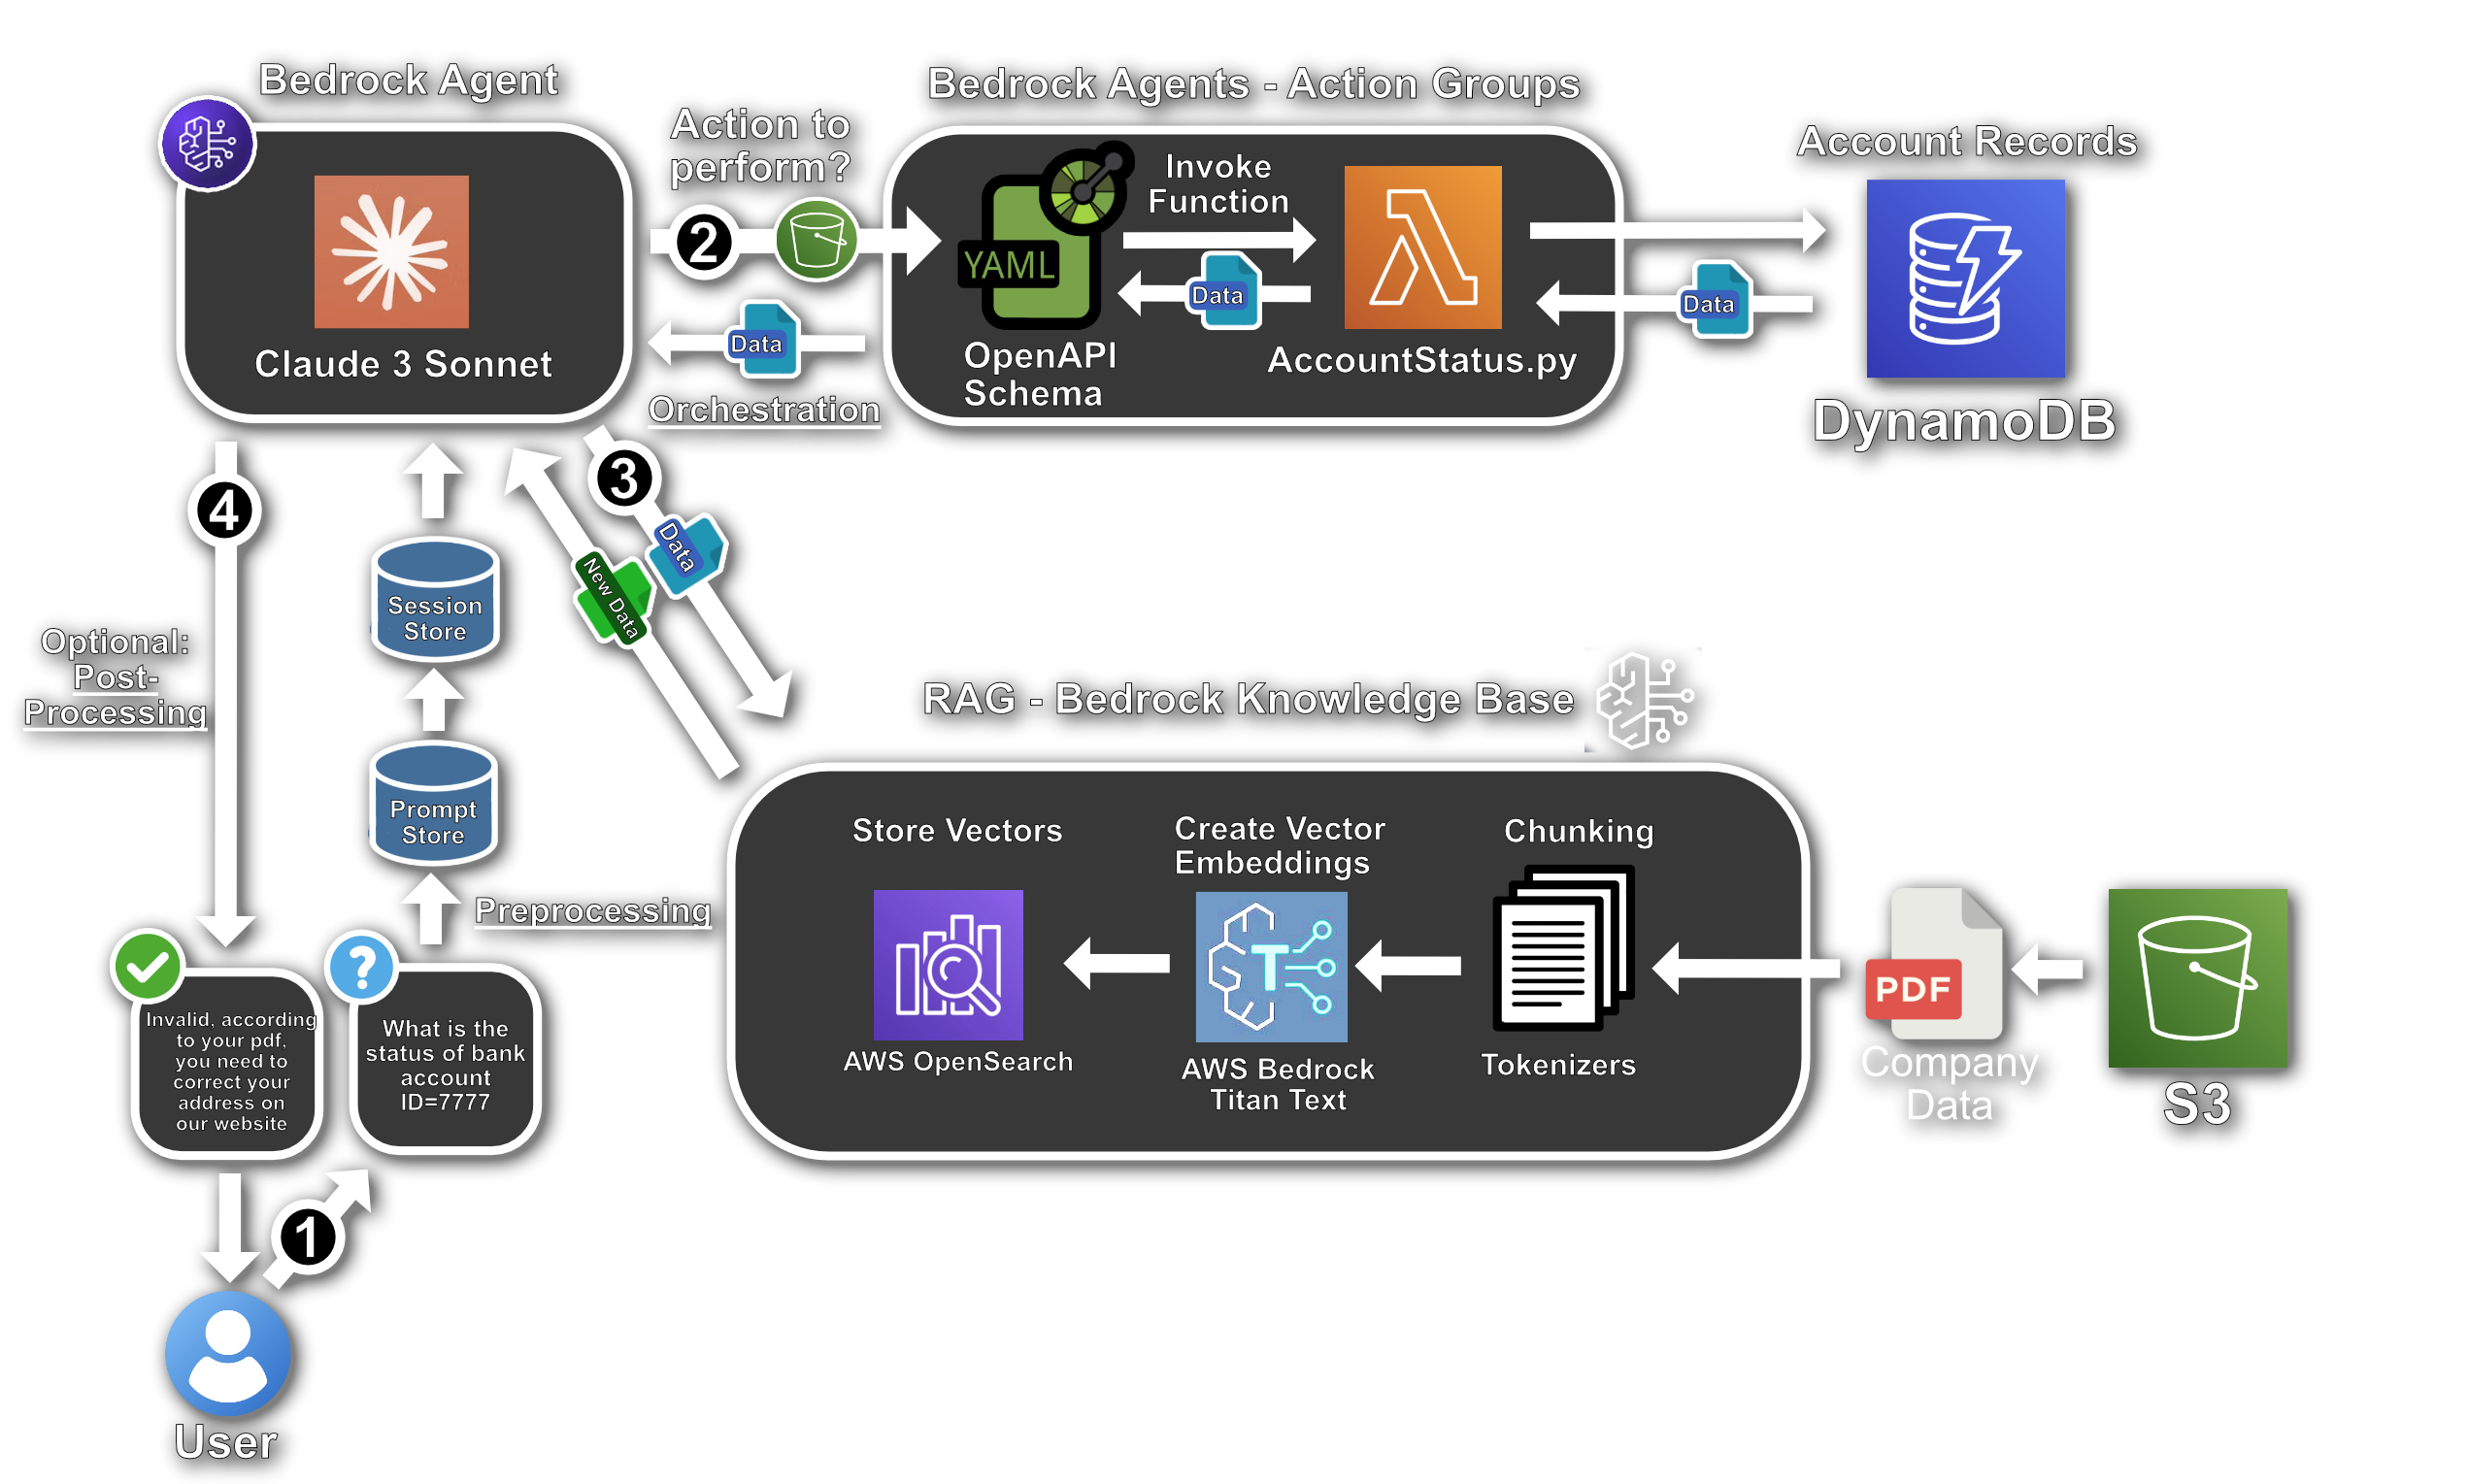 Bedrock Agent
Claude 3 Sonnet
Action to
perform?
2
Data
Orchestration
Bedrock Agents - Action Groups
YAML
OpenAPI
Schema
Invoke
Function
Data
AccountStatus.py
Account Records
Data
DynamoDB
4
3
Data
New Data
Session
Store
Prompt
Store
Optional:
Post-
Processing
Preprocessing
Invalid, according
to your pdf,
you need to
correct your
address on
our website
What is the
status of bank
account
ID=7777
1
User
RAG - Bedrock Knowledge Base
Store Vectors
AWS OpenSearch
Create Vector
Embeddings
T
AWS Bedrock
Titan Text
Chunking
Tokenizers
PDF
Company
Data
S3